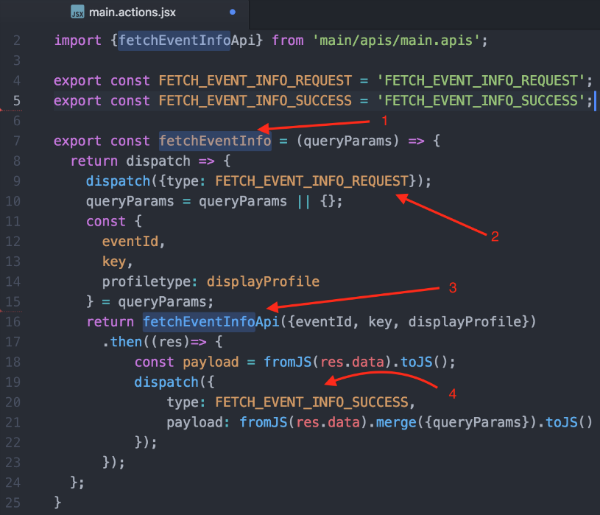 JSX main.actions.jsx
2 import {fetchEventInfoApi} from 'main/apis/main.apis';
3
4 export const FETCH_EVENT_INFO_REQUEST = 'FETCH_EVENT_INFO_REQUEST';
5 export const FETCH_EVENT_INFO_SUCCESS = 'FETCH_EVENT_INFO_SUCCESS';
6
1
7 export const fetchEventInfo = (queryParams) => {
8 return dispatch => {
9 dispatch({type: FETCH_EVENT_INFO_REQUEST});
10 queryParams = queryParams || {};
11 const {
2
12 eventId,
13 key,
14 profiletype: displayProfile
3
15 } = queryParams;
16 return fetchEventInfoApi({eventId, key, displayProfile})
17 .then((res)=> {
18 const payload = fromJS(res.data).toJS();
19 dispatch({
4
20 type: FETCH_EVENT_INFO_SUCCESS,
21 payload: fromJS(res.data).merge({queryParams}).toJS()
22 });
23 });
24 };
25 }